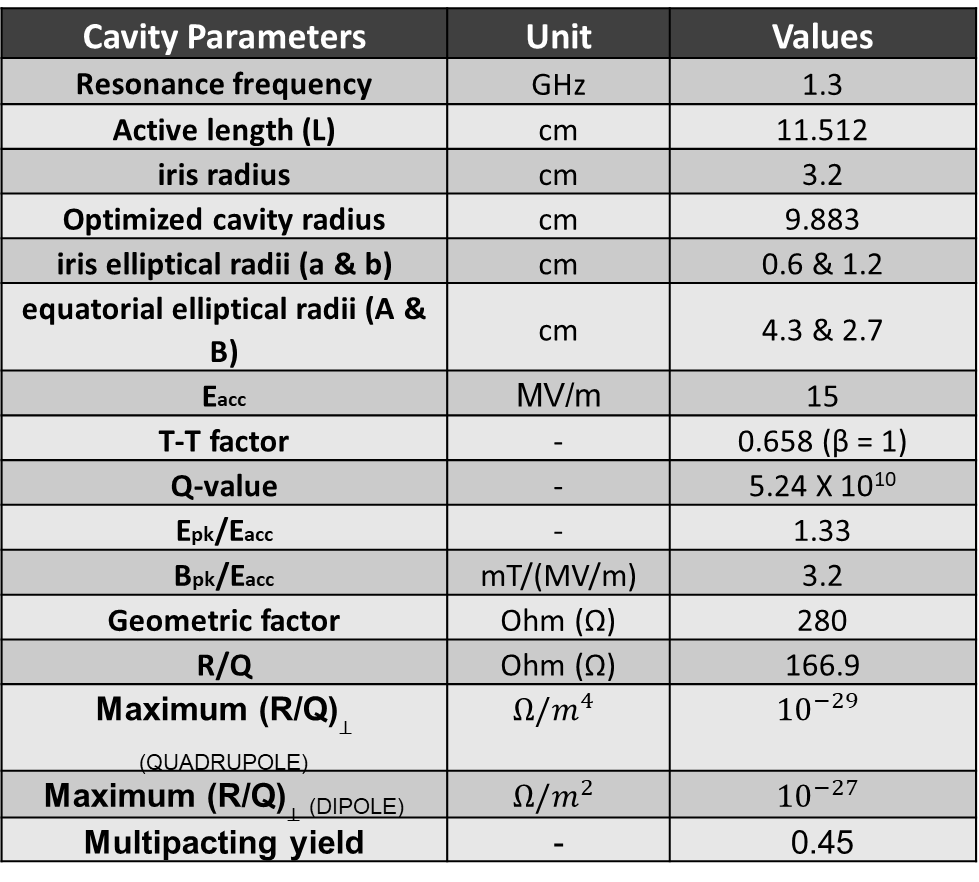 Cavity Parameters Unit Values
Resonance frequency GHz 1.3
Active length (L) cm 11.512
iris radius cm 3.2
Optimized cavity radius cm 9.883
iris elliptical radii (a & b) cm 0.6 & 1.2
equatorial elliptical radii (A &
B) cm 4.3 & 2.7
Eacc MV/m 15
T-T factor - 0.658 (β = 1)
Q-value - 5.24 X 10¹⁰
Epk/Eacc - 1.33
Bpk/Eacc mT/(MV/m) 3.2
Geometric factor Ohm (Ω) 280
R/Q Ohm (Ω) 166.9
Maximum (R/Q)⊥ Ω/m⁴ 10⁻²⁹
(QUADRUPOLE)
Maximum (R/Q)⊥ (DIPOLE) Ω/m² 10⁻²⁷
Multipacting yield - 0.45